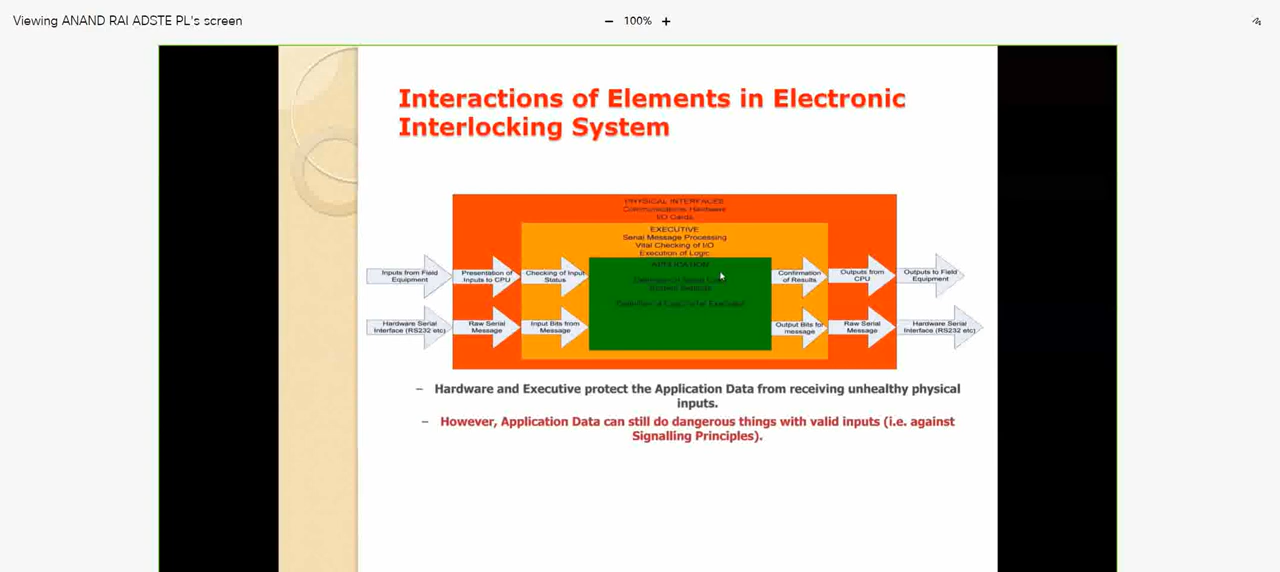 Viewing ANAND RAI ADSTE PL's screen
− 100% +
Interactions of Elements in Electronic
Interlocking System
PHYSICAL INTERFACES
Communications Hardware
I/O Cards
EXECUTIVE
Serial Message Processing
Vital Checking of I/O
Execution of Logic
APPLICATION
Inputs from Field
Equipment
Presentation of
Inputs to CPU
Checking of Input
Status
Confirmation
of Results
Outputs from
CPU
Outputs to Field
Equipment
Hardware Serial
Interface (RS232 etc)
Raw Serial
Message
Input Bits from
Message
Output Bits for
message
Raw Serial
Message
Hardware Serial
Interface (RS232 etc)
– Hardware and Executive protect the Application Data from receiving unhealthy physical
inputs.
– However, Application Data can still do dangerous things with valid inputs (i.e. against
Signalling Principles).